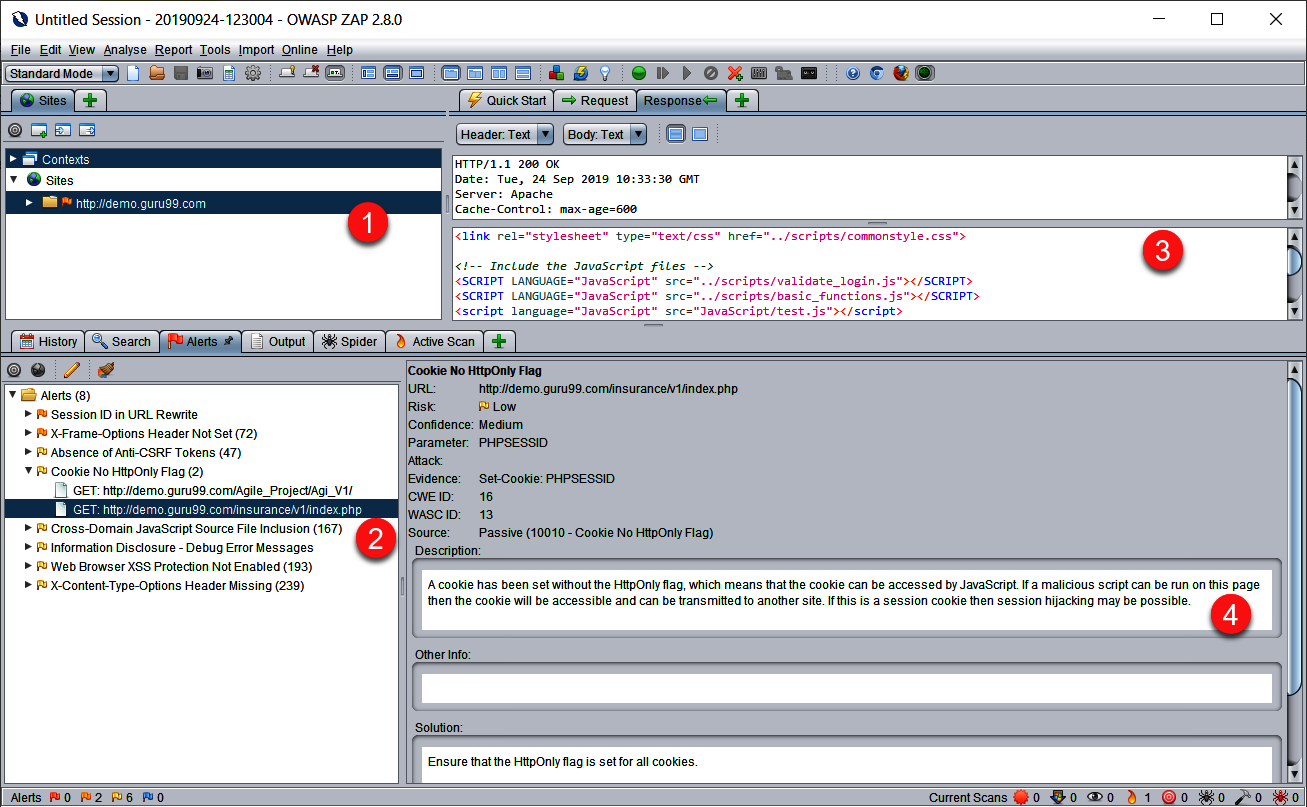 Untitled Session - 20190924-123004 - OWASP ZAP 2.8.0
File Edit View Analyse Report Tools Import Online Help
Standard Mode
Sites
Quick Start Request Response
Header: Text Body: Text
Contexts
Sites
http://demo.guru99.com
1
HTTP/1.1 200 OK
Date: Tue, 24 Sep 2019 10:33:30 GMT
Server: Apache
Cache-Control: max-age=600
<link rel="stylesheet" type="text/css" href="../scripts/commonstyle.css">
3
<!-- Include the JavaScript files -->
<SCRIPT LANGUAGE="JavaScript" src="../scripts/validate_login.js"></SCRIPT>
<SCRIPT LANGUAGE="JavaScript" src="../scripts/basic_functions.js"></SCRIPT>
<script language="JavaScript" src="JavaScript/test.js"></script>
History Search Alerts Output Spider Active Scan
Alerts (8)
Session ID in URL Rewrite
X-Frame-Options Header Not Set (72)
Absence of Anti-CSRF Tokens (47)
Cookie No HttpOnly Flag (2)
GET: http://demo.guru99.com/Agile_Project/Agi_V1/
GET: http://demo.guru99.com/insurance/v1/index.php
Cross-Domain JavaScript Source File Inclusion (167)
2
Information Disclosure - Debug Error Messages
Web Browser XSS Protection Not Enabled (193)
X-Content-Type-Options Header Missing (239)
Cookie No HttpOnly Flag
URL: http://demo.guru99.com/insurance/v1/index.php
Risk: Low
Confidence: Medium
Parameter: PHPSESSID
Attack:
Evidence: Set-Cookie: PHPSESSID
CWE ID: 16
WASC ID: 13
Source: Passive (10010 - Cookie No HttpOnly Flag)
Description:
A cookie has been set without the HttpOnly flag, which means that the cookie can be accessed by JavaScript. If a malicious script can be run on this page
then the cookie will be accessible and can be transmitted to another site. If this is a session cookie then session hijacking may be possible.
4
Other Info:
Solution:
Ensure that the HttpOnly flag is set for all cookies.
Alerts 0 2 6 0 Current Scans 0 0 0 1 0 0 0 0